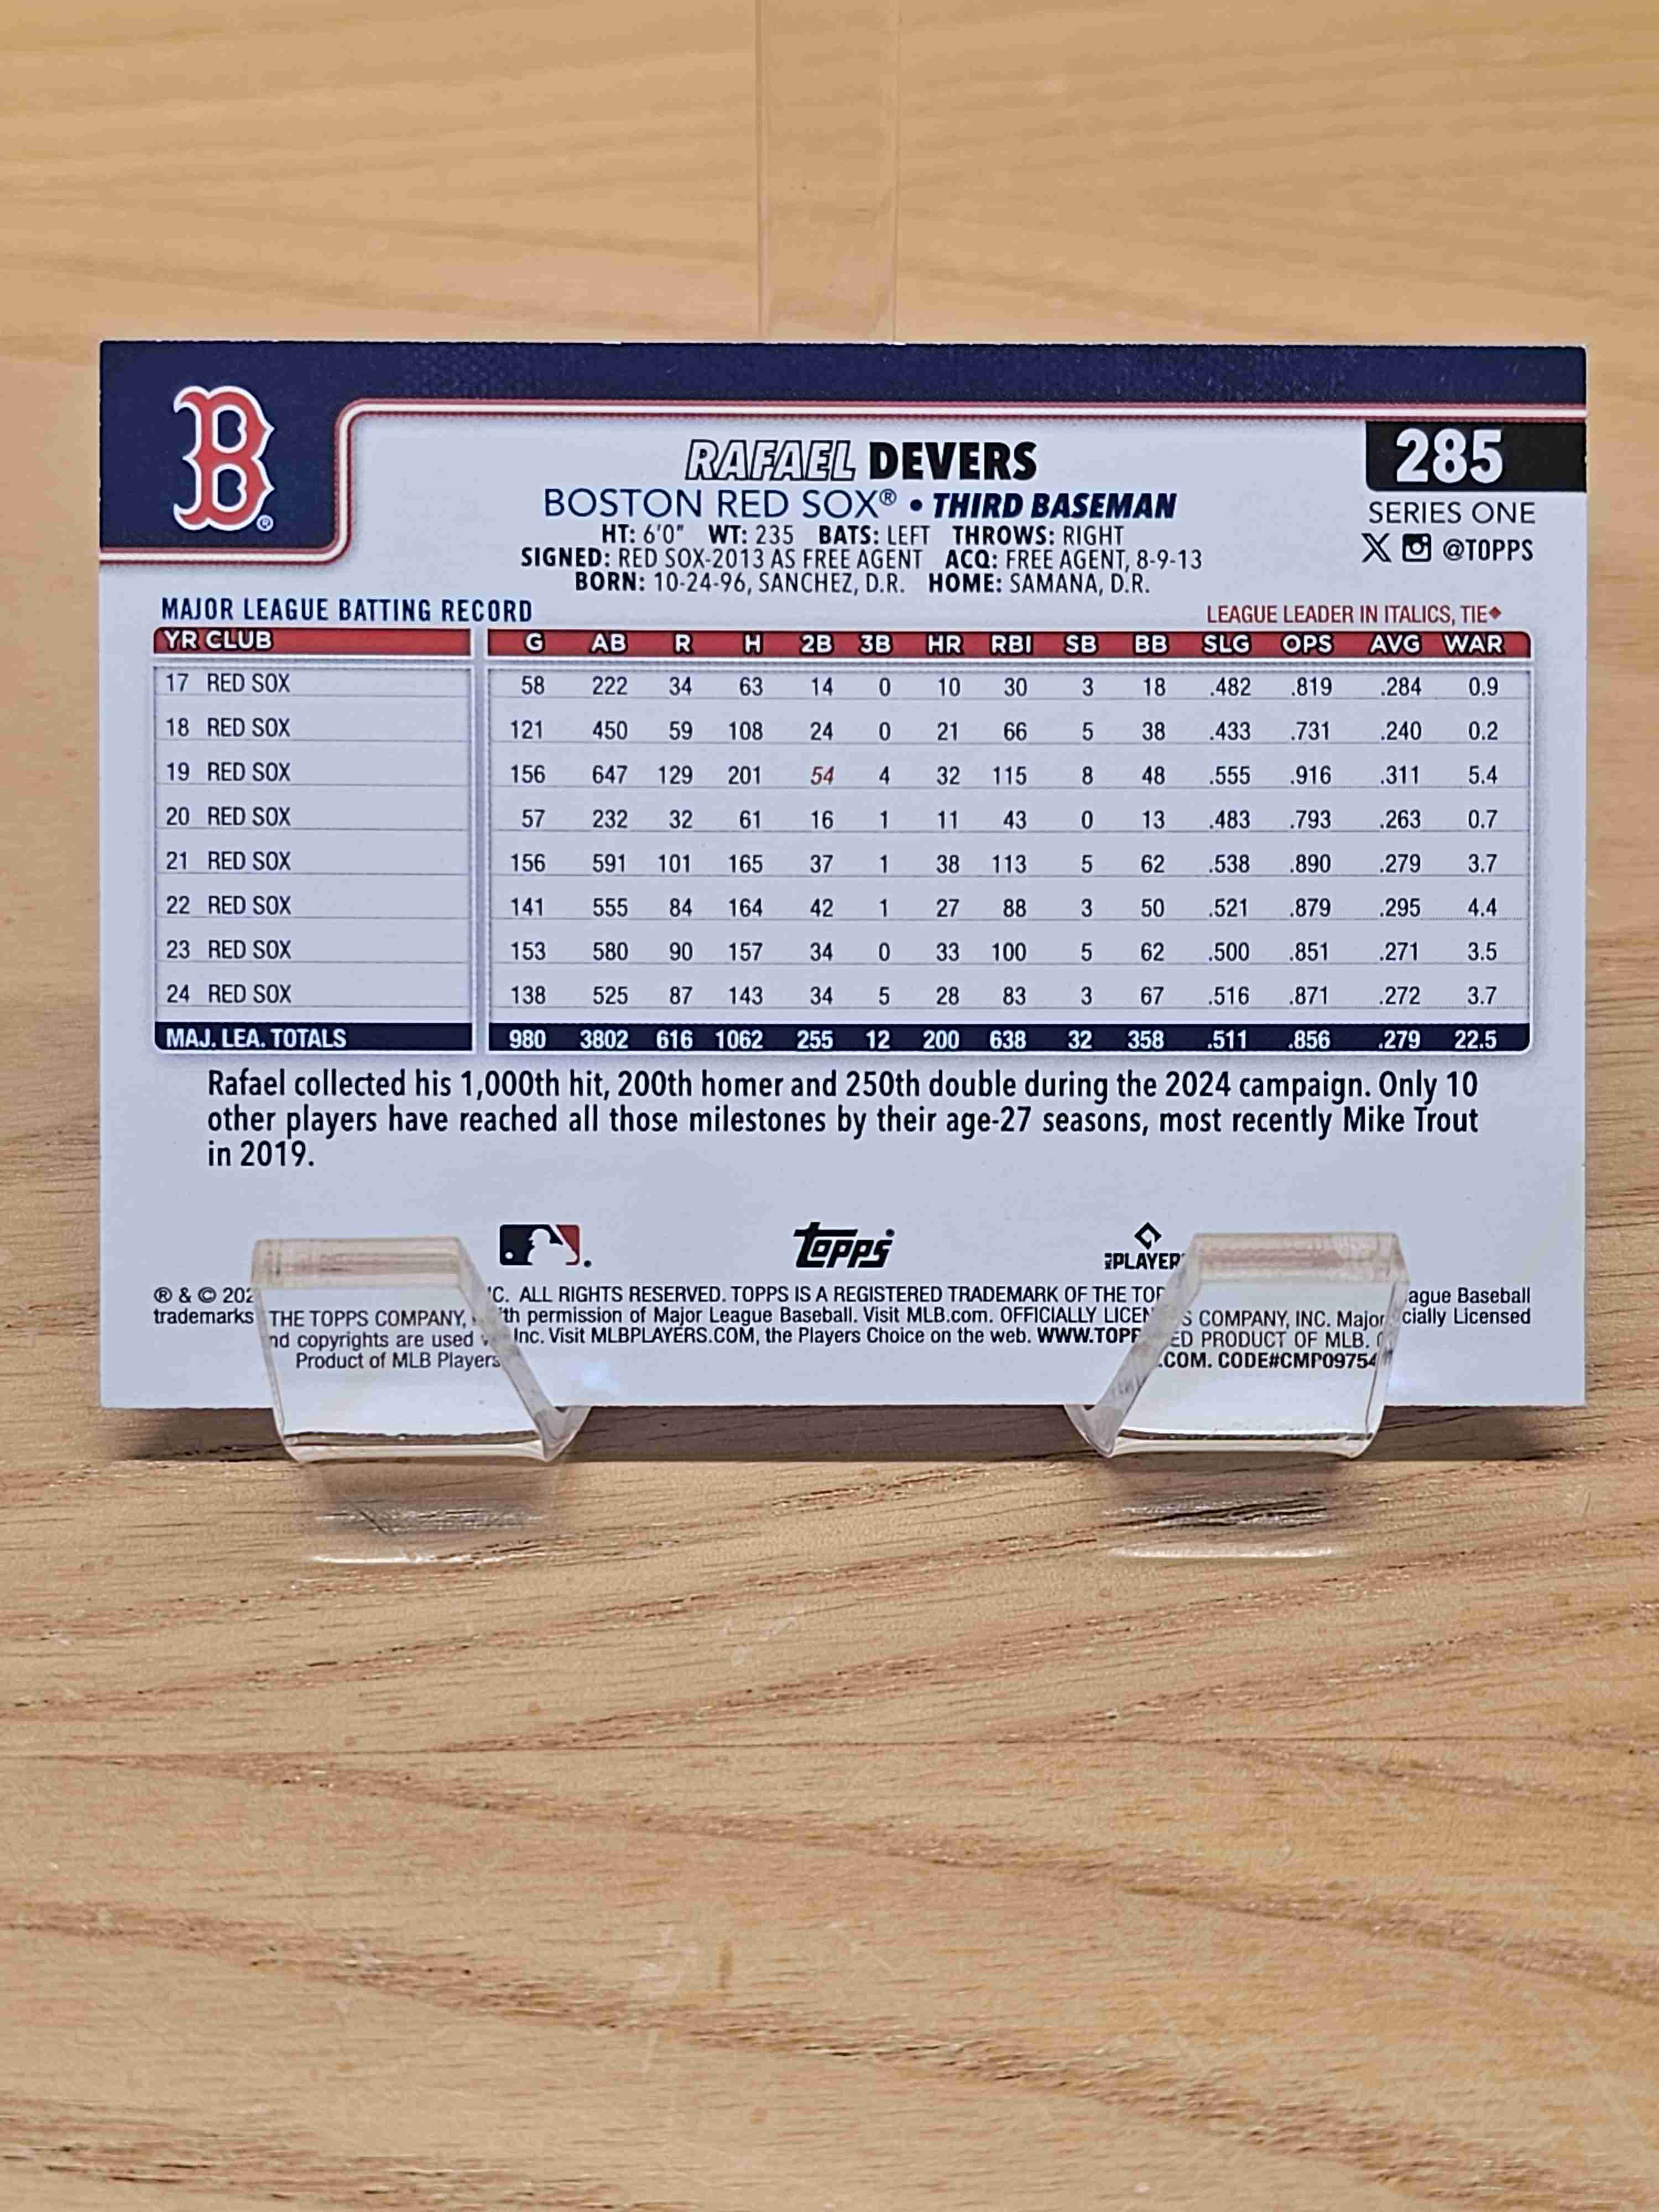 B®
RAFAEL DEVERS
285
BOSTON RED SOX® • THIRD BASEMAN
SERIES ONE
HT: 6'0" WT: 235 BATS: LEFT THROWS: RIGHT
X @TOPPS
SIGNED: RED SOX-2013 AS FREE AGENT ACQ: FREE AGENT, 8-9-13
BORN: 10-24-96, SANCHEZ, D.R. HOME: SAMANA, D.R.
MAJOR LEAGUE BATTING RECORD LEAGUE LEADER IN ITALICS, TIE◆
YR CLUB G AB R H 2B 3B HR RBI SB BB SLG OPS AVG WAR
17 RED SOX 58 222 34 63 14 0 10 30 3 18 .482 .819 .284 0.9
18 RED SOX 121 450 59 108 24 0 21 66 5 38 .433 .731 .240 0.2
19 RED SOX 156 647 129 201 54 4 32 115 8 48 .555 .916 .311 5.4
20 RED SOX 57 232 32 61 16 1 11 43 0 13 .483 .793 .263 0.7
21 RED SOX 156 591 101 165 37 1 38 113 5 62 .538 .890 .279 3.7
22 RED SOX 141 555 84 164 42 1 27 88 3 50 .521 .879 .295 4.4
23 RED SOX 153 580 90 157 34 0 33 100 5 62 .500 .851 .271 3.5
24 RED SOX 138 525 87 143 34 5 28 83 3 67 .516 .871 .272 3.7
MAJ. LEA. TOTALS 980 3802 616 1062 255 12 200 638 32 358 .511 .856 .279 22.5
Rafael collected his 1,000th hit, 200th homer and 250th double during the 2024 campaign. Only 10
other players have reached all those milestones by their age-27 seasons, most recently Mike Trout
in 2019.
topps
PLAYER
® & © 202 THE TOPPS COMPANY, C. ALL RIGHTS RESERVED. TOPPS IS A REGISTERED TRADEMARK OF THE TOP S COMPANY, INC. Major ague Baseball
trademarks nd copyrights are used th permission of Major League Baseball. Visit MLB.com. OFFICIALLY LICEN ED PRODUCT OF MLB. cially Licensed
Product of MLB Players Inc. Visit MLBPLAYERS.COM, the Players Choice on the web. WWW.TOPP .COM. CODE#CMP09754